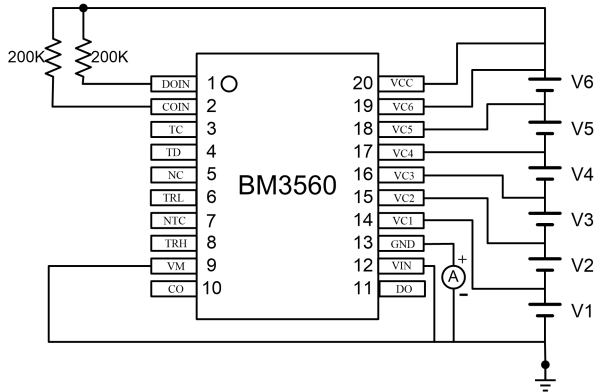 200K
200K
DOIN 1
COIN 2
TC 3
TD 4
NC 5
TRL 6
NTC 7
TRH 8
VM 9
CO 10
BM3560
20 VCC
19 VC6
18 VC5
17 VC4
16 VC3
15 VC2
14 VC1
13 GND
12 VIN
11 DO
+
A
-
V6
V5
V4
V3
V2
V1